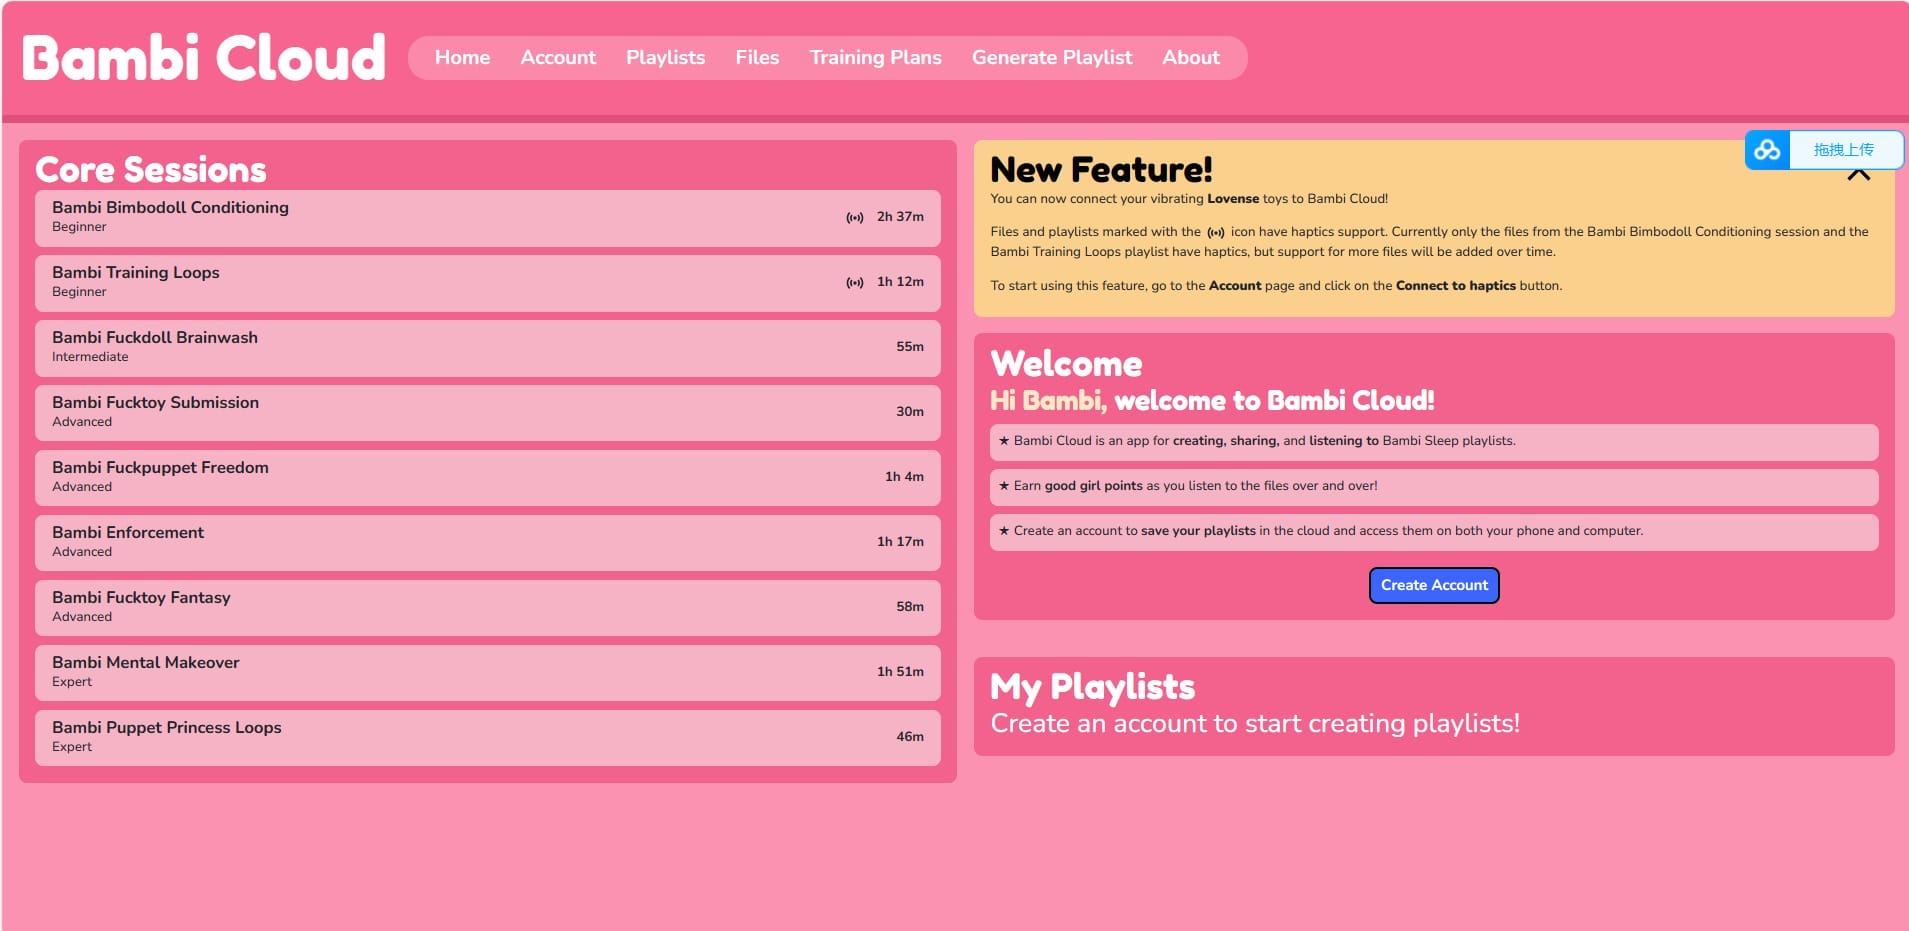 Bambi Cloud
Home Account Playlists Files Training Plans Generate Playlist About
Core Sessions
Bambi Bimbodoll Conditioning
Beginner
2h 37m
Bambi Training Loops
Beginner
1h 12m
Bambi Fuckdoll Brainwash
Intermediate
55m
Bambi Fucktoy Submission
Advanced
30m
Bambi Fuckpuppet Freedom
Advanced
1h 4m
Bambi Enforcement
Advanced
1h 17m
Bambi Fucktoy Fantasy
Advanced
58m
Bambi Mental Makeover
Expert
1h 51m
Bambi Puppet Princess Loops
Expert
46m
拖拽上传
New Feature!
You can now connect your vibrating Lovense toys to Bambi Cloud!
Files and playlists marked with the icon have haptics support. Currently only the files from the Bambi Bimbodoll Conditioning session and the
Bambi Training Loops playlist have haptics, but support for more files will be added over time.
To start using this feature, go to the Account page and click on the Connect to haptics button.
Welcome
Hi Bambi, welcome to Bambi Cloud!
★ Bambi Cloud is an app for creating, sharing, and listening to Bambi Sleep playlists.
★ Earn good girl points as you listen to the files over and over!
★ Create an account to save your playlists in the cloud and access them on both your phone and computer.
Create Account
My Playlists
Create an account to start creating playlists!